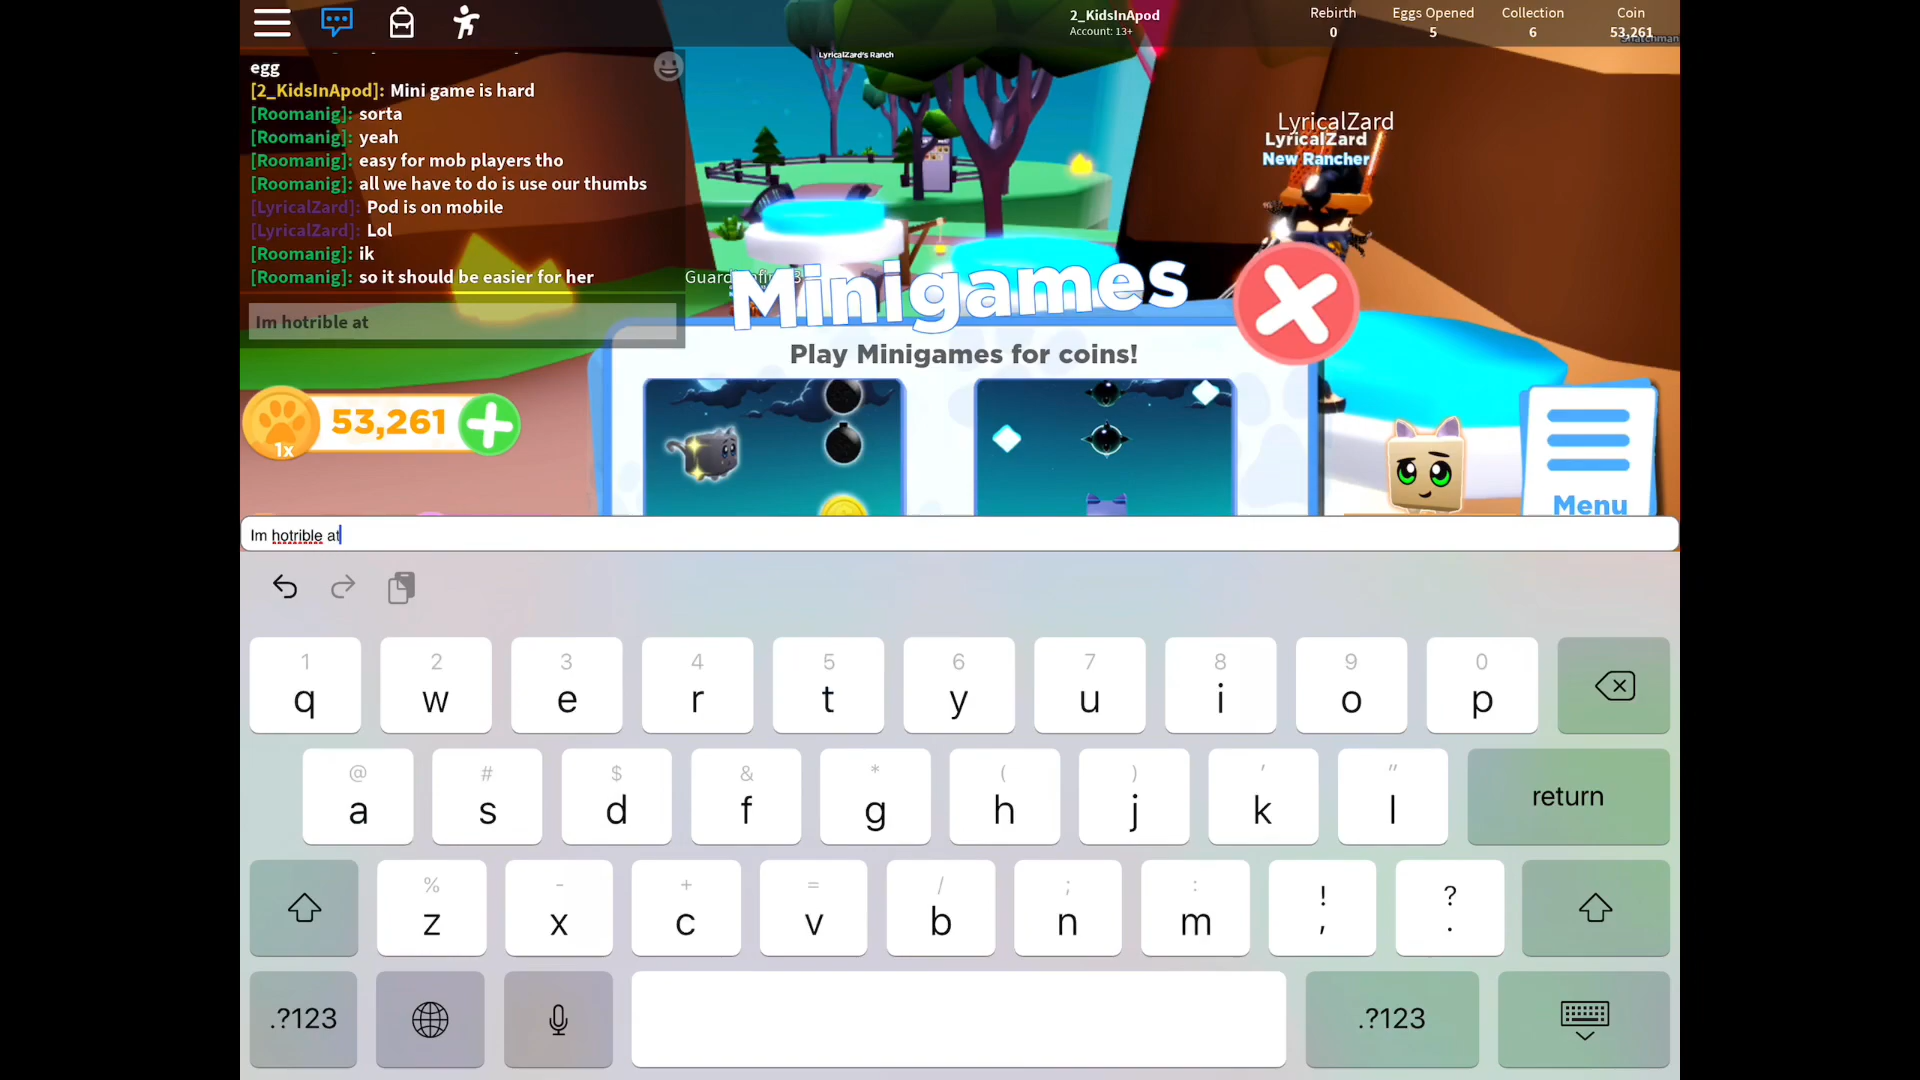 2_KidsInApod
Account: 13+
Rebirth
0
Eggs Opened
5
Collection
6
Coin
53,261
LyricalZard's Ranch
egg
[2_KidsInApod]: Mini game is hard
[Roomanig]: sorta
[Roomanig]: yeah
[Roomanig]: easy for mob players tho
[Roomanig]: all we have to do is use our thumbs
[LyricalZard]: Pod is on mobile
[LyricalZard]: Lol
[Roomanig]: ik
[Roomanig]: so it should be easier for her
Im hotrible at
LyricalZard
LyricalZard
New Rancher
Minigames
Play Minigames for coins!
53,261
1x
Menu
Im hotrible at
1 2 3 4 5 6 7 8 9 0
q w e r t y u i o p
@ # $ & * ( ) ' "
a s d f g h j k l return
% - + = / ; : ! ?
z x c v b n m , .
.?123 .?123